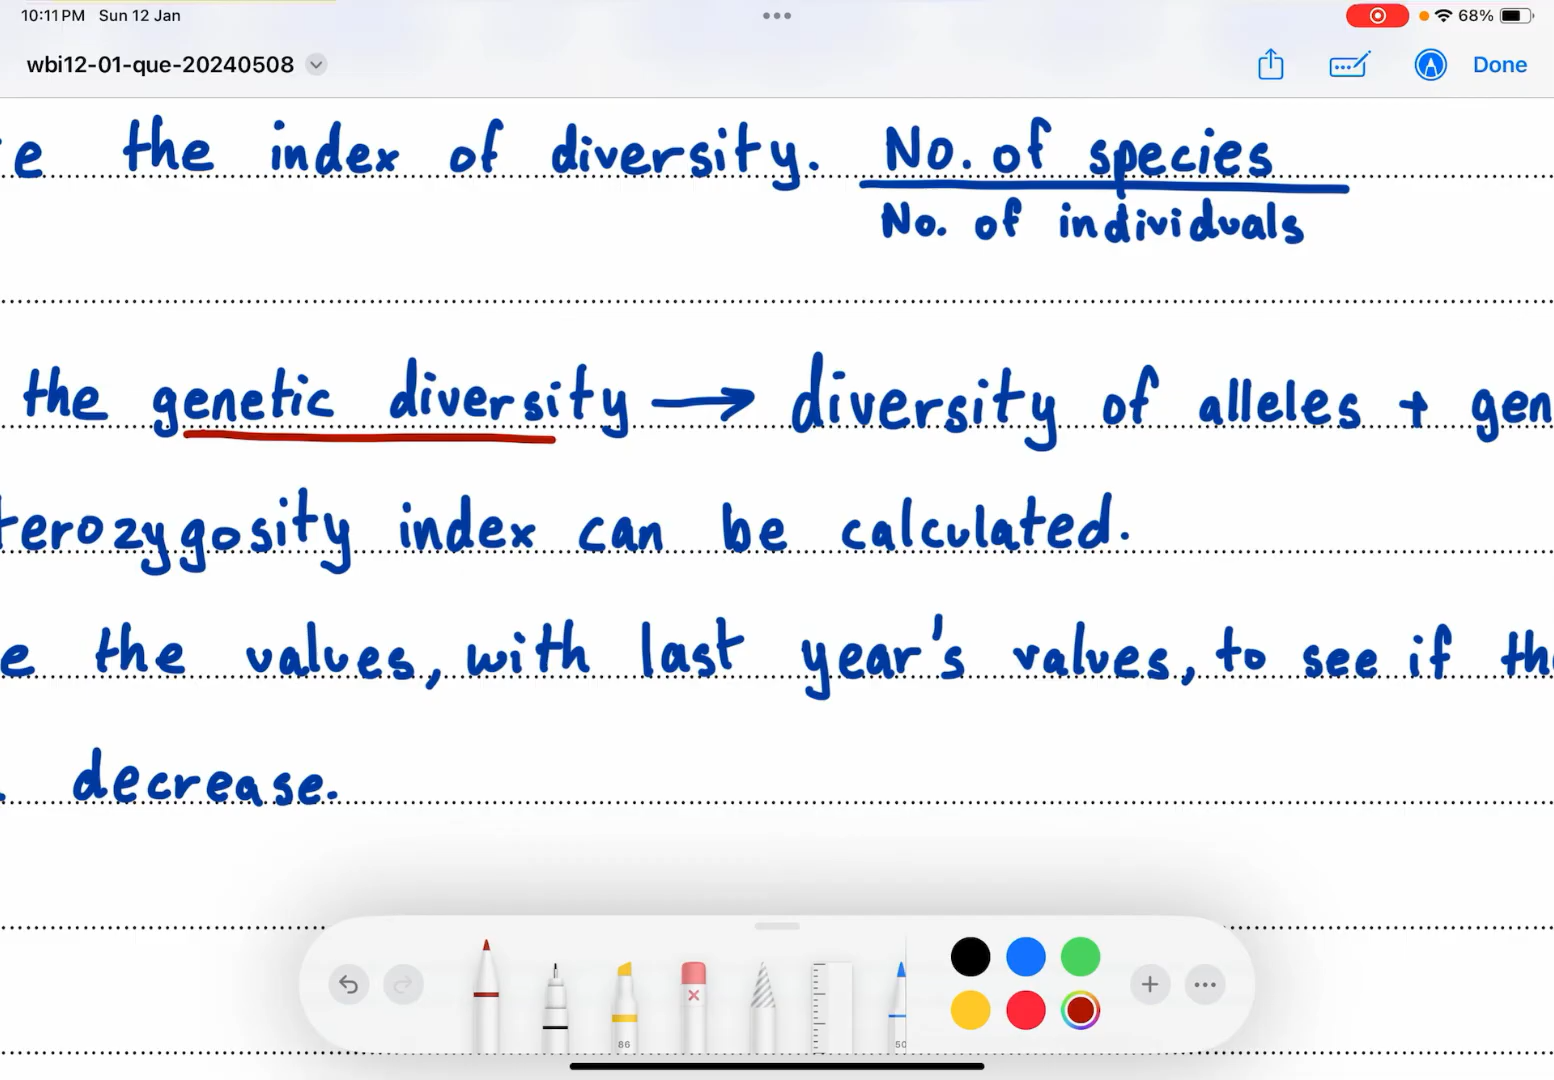 10:11 PM Sun 12 Jan
68%
wbi12-01-que-20240508
Done
e the index of diversity. No. of species
No. of individuals
the genetic diversity → diversity of alleles + gen
terozygosity index can be calculated.
e the values, with last year's values, to see if th
decrease.
86
50